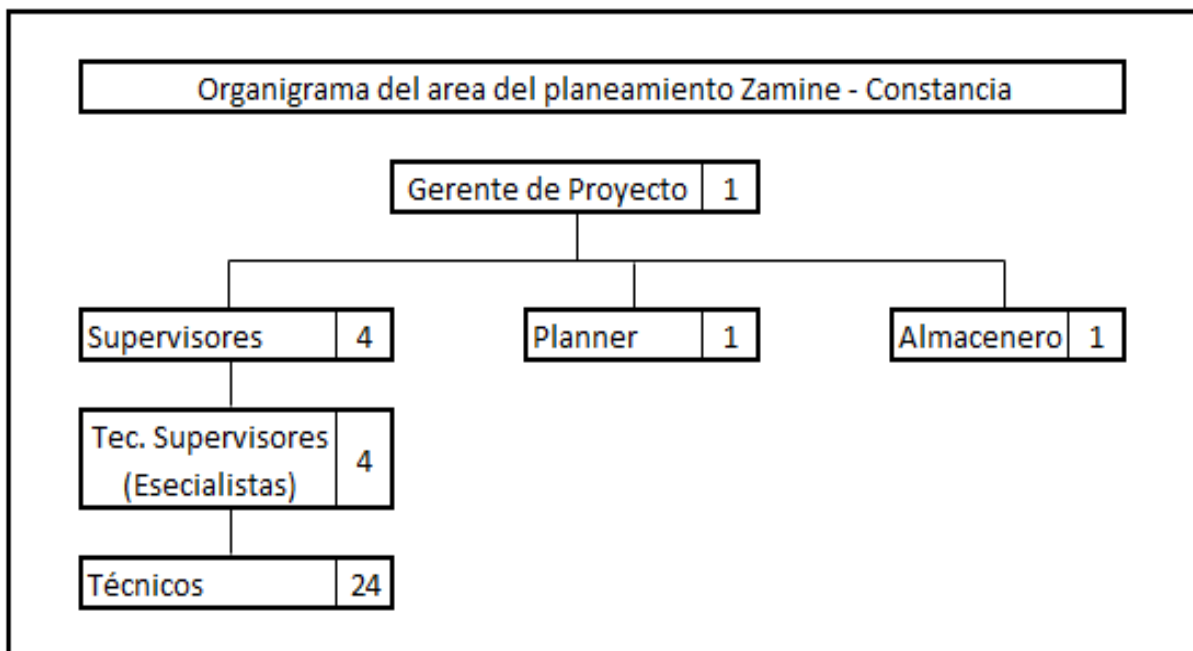 Organigrama del area del planeamiento Zamine - Constancia
Gerente de Proyecto 1
Supervisores 4
Planner 1
Almacenero 1
Tec. Supervisores
(Esecialistas)
4
Técnicos 24